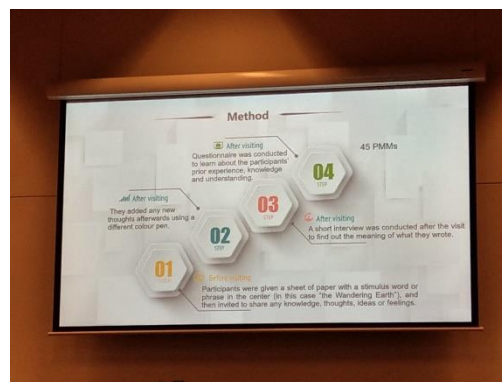 Method
After visiting
Questionnaire was conducted
to learn about the participants'
prior experience, knowledge
and understanding.
45 PMMs
04
STEP
After visiting
They added any new
thoughts afterwards using a
different colour pen.
03
STEP
02
STEP
After visiting
A short interview was conducted after the visit
to find out the meaning of what they wrote.
01
Before visiting
Participants were given a sheet of paper with a stimulus word or
phrase in the center (in this case "the Wandering Earth"), and
then invited to share any knowledge, thoughts, ideas or feelings.